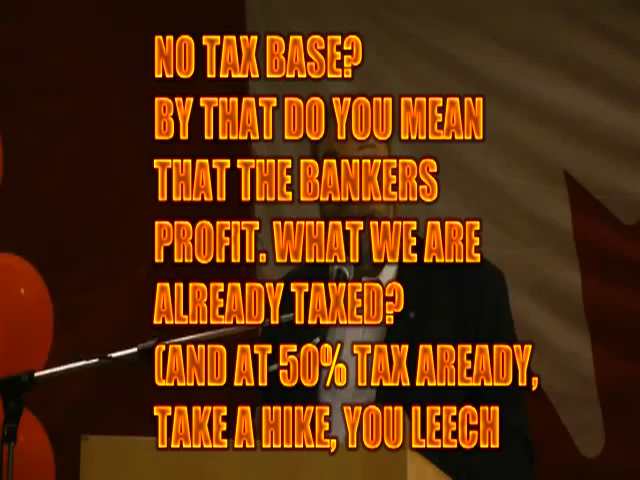 NO TAX BASE?
BY THAT DO YOU MEAN
THAT THE BANKERS
PROFIT. WHAT WE ARE
ALREADY TAXED?
(AND AT 50% TAX AREADY,
TAKE A HIKE, YOU LEECH